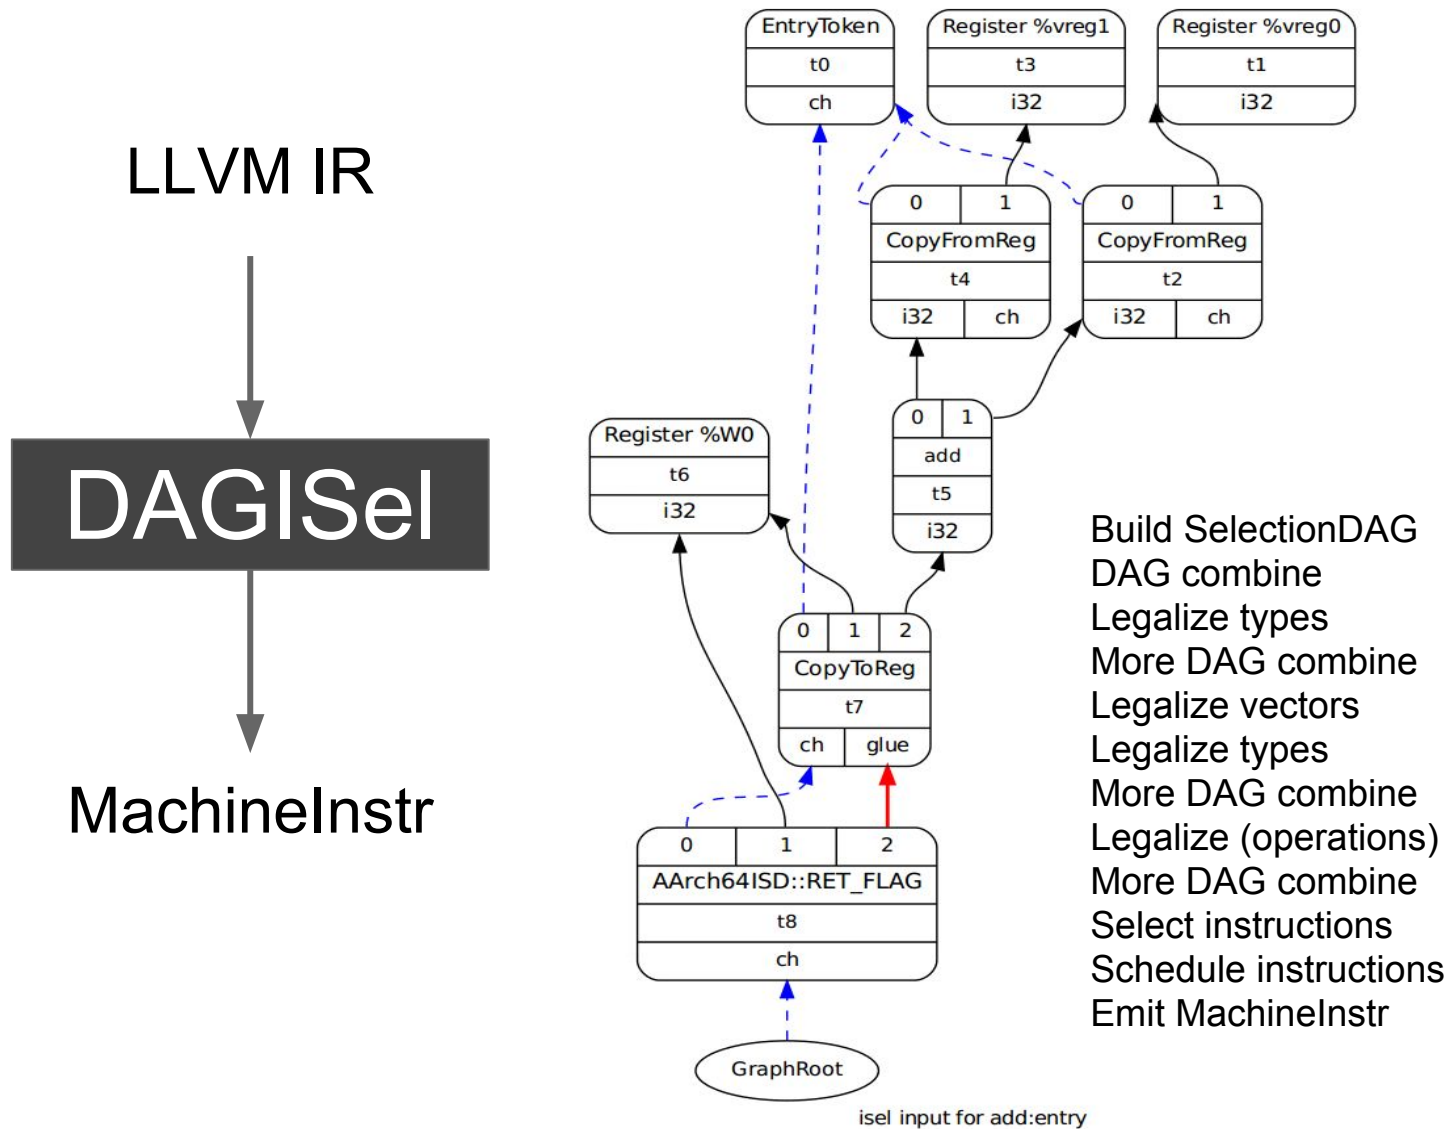 LLVM IR
DAGISel
MachineInstr
EntryToken
t0
ch
Register %vreg1
t3
i32
Register %vreg0
t1
i32
0 1
CopyFromReg
t4
i32 ch
0 1
CopyFromReg
t2
i32 ch
0 1
add
t5
i32
Register %W0
t6
i32
0 1 2
CopyToReg
t7
ch glue
0 1 2
AArch64ISD::RET_FLAG
t8
ch
GraphRoot
isel input for add:entry
Build SelectionDAG
DAG combine
Legalize types
More DAG combine
Legalize vectors
Legalize types
More DAG combine
Legalize (operations)
More DAG combine
Select instructions
Schedule instructions
Emit MachineInstr